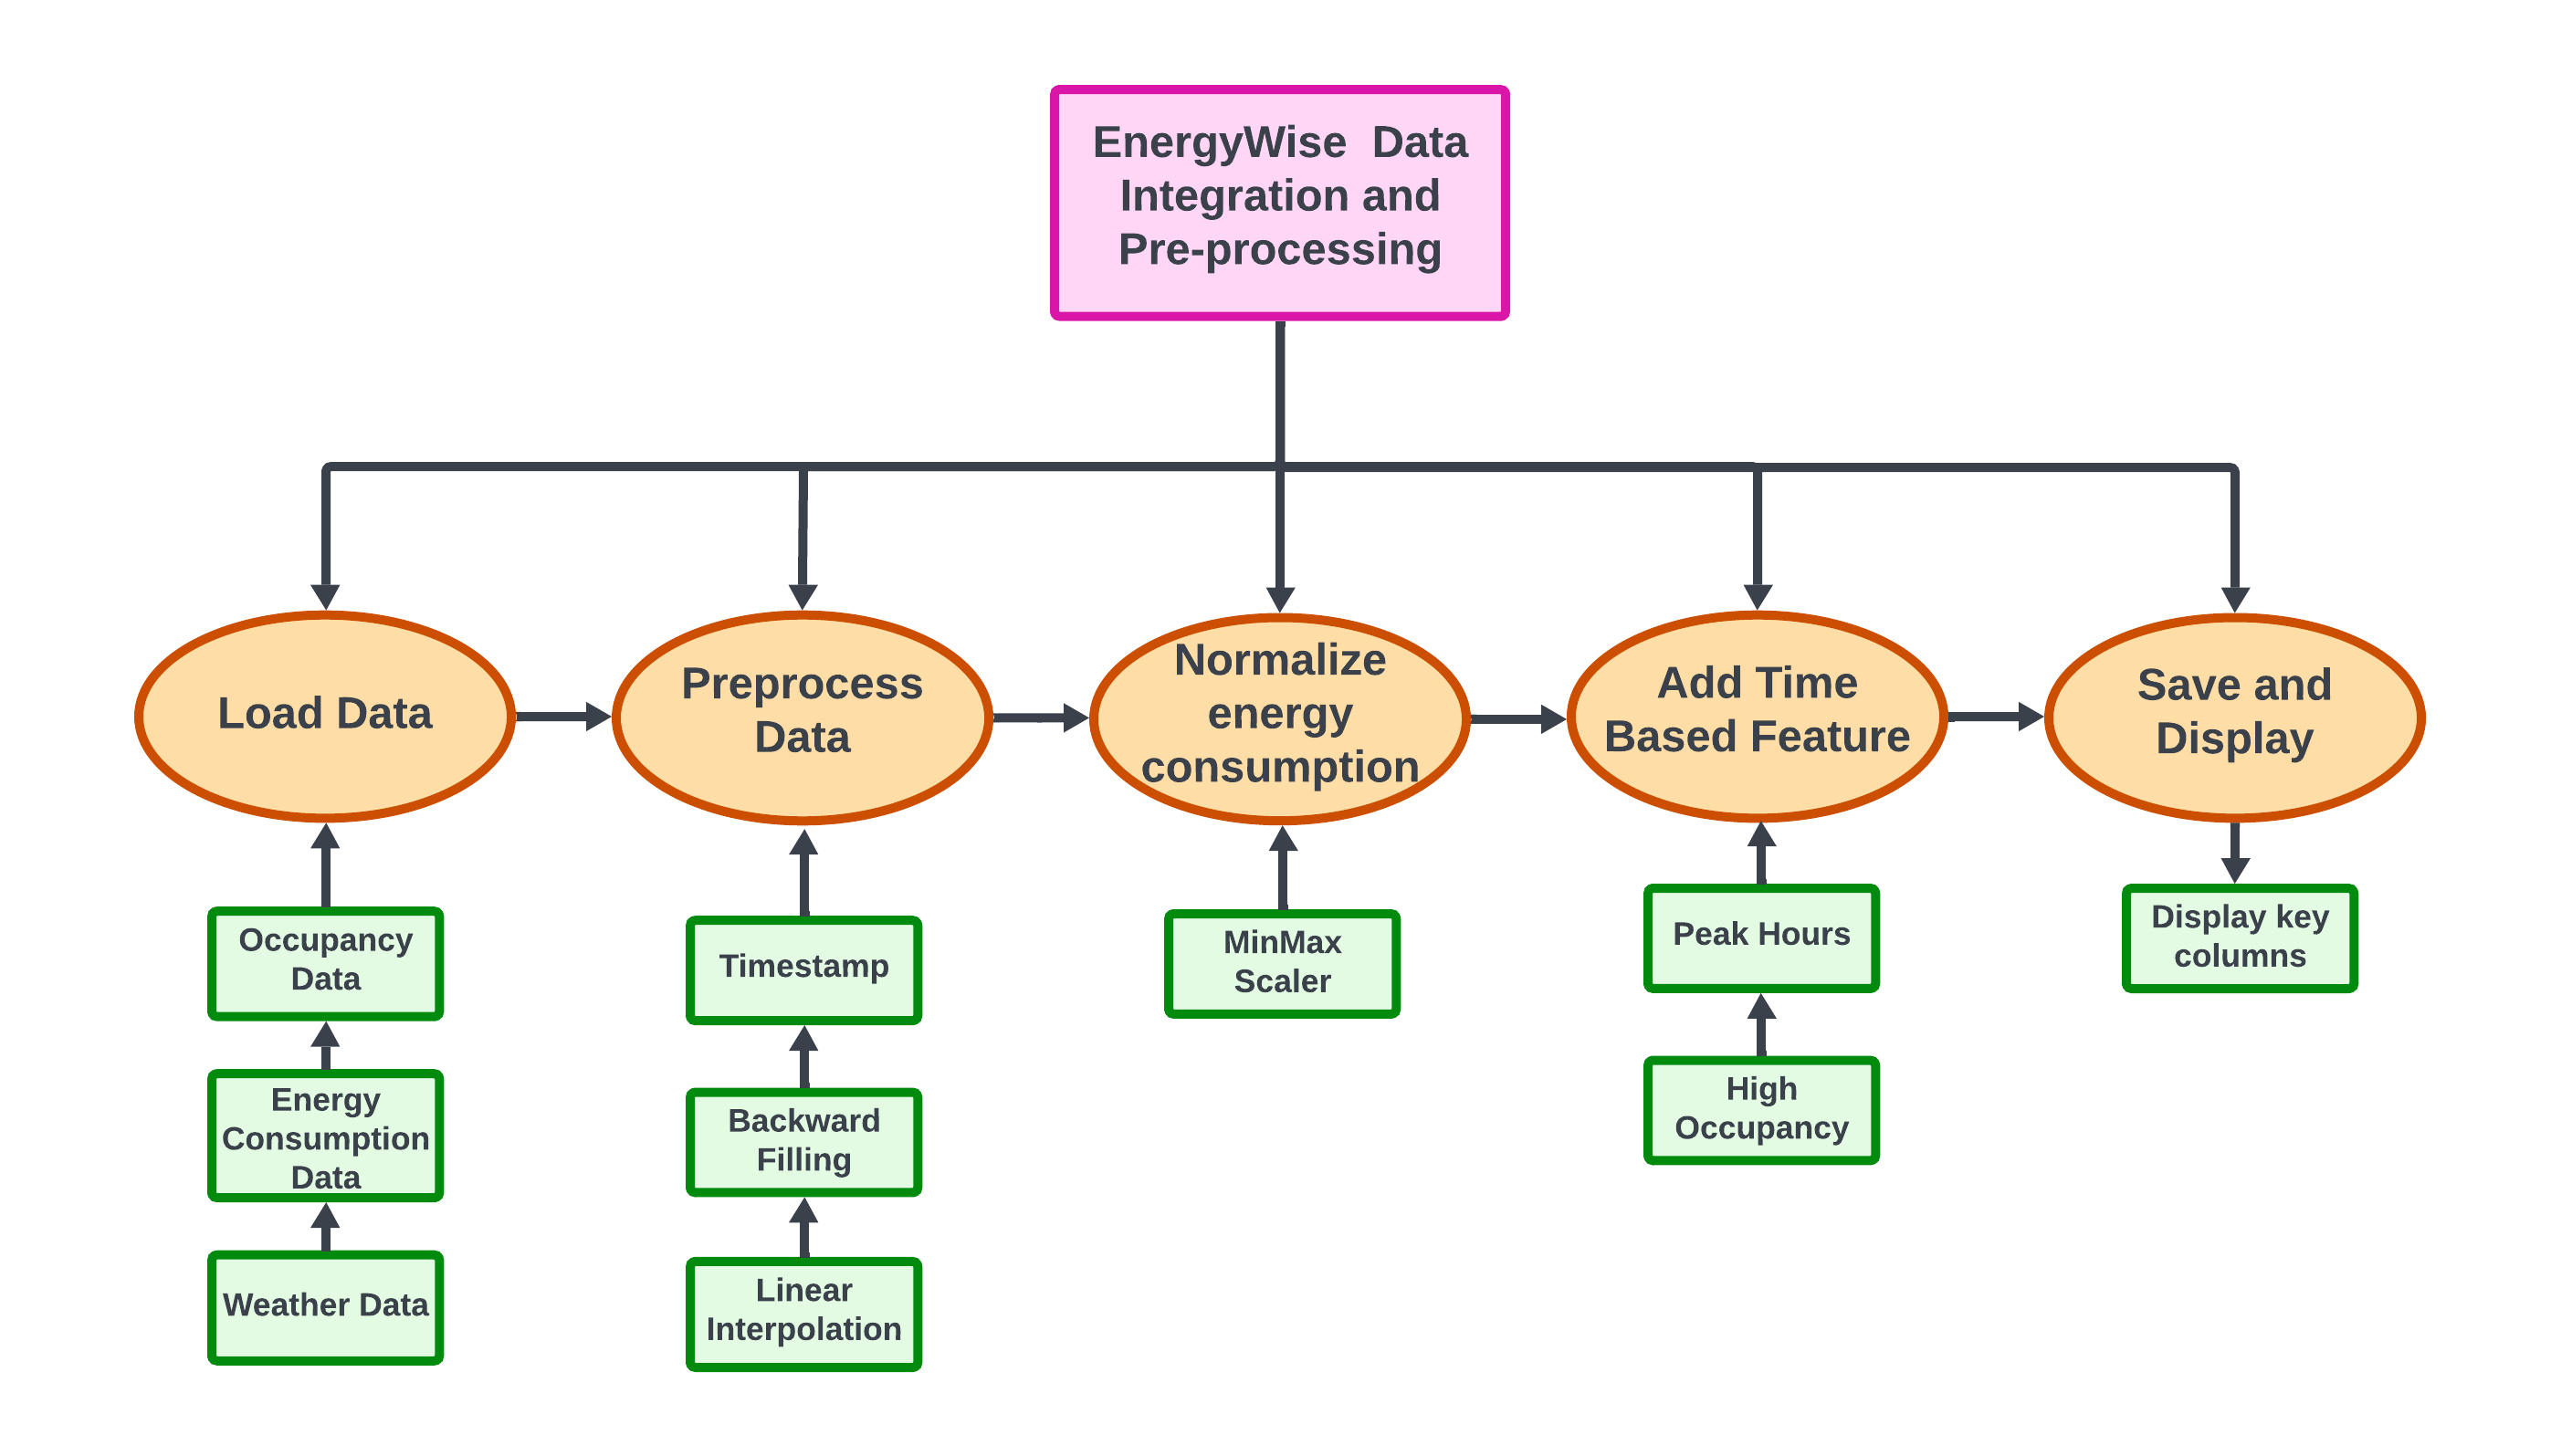 EnergyWise  Data
Integration and
Pre-processing
Load Data
Preprocess
Data
Normalize
energy
consumption
Add Time
Based Feature
Save and
Display
Occupancy
Data
Energy
Consumption
Data
Weather Data
Timestamp
Backward
Filling
Linear
Interpolation
MinMax
Scaler
Peak Hours
High
Occupancy
Display key
columns